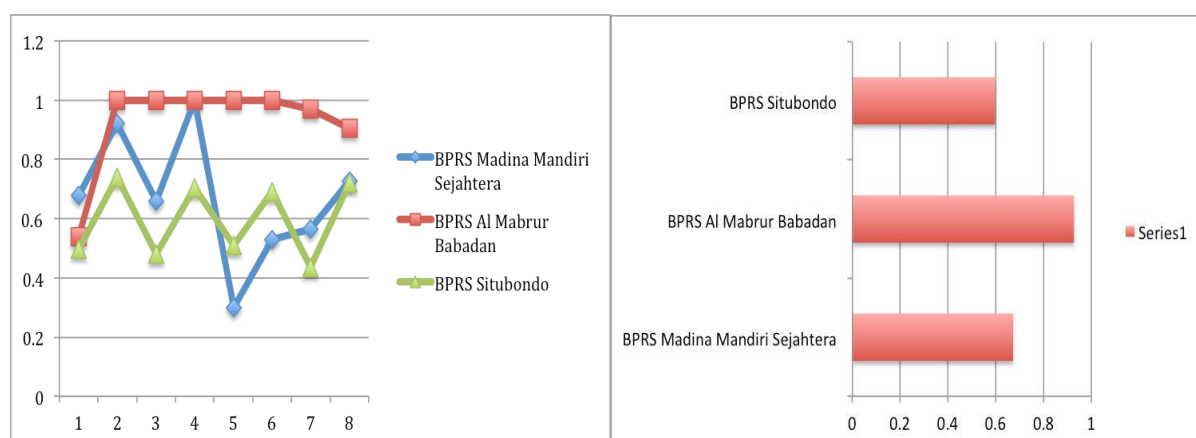 1.2
1
0.8
0.6
0.4
0.2
0
1 2 3 4 5 6 7 8
BPRS Madina Mandiri
Sejahtera
BPRS Al Mabrur
Babadan
BPRS Situbondo
BPRS Situbondo
BPRS Al Mabrur Babadan
BPRS Madina Mandiri Sejahtera
0 0.2 0.4 0.6 0.8 1
Series1